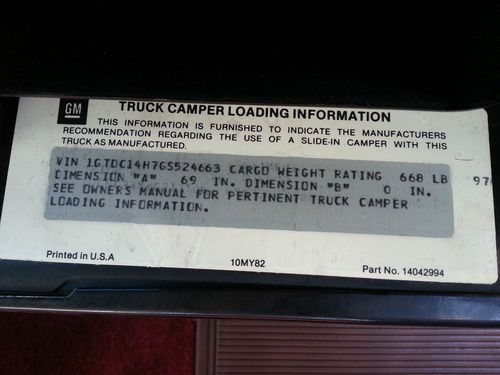 GM
TRUCK CAMPER LOADING INFORMATION
THIS INFORMATION IS FURNISHED TO INDICATE THE MANUFACTURERS
RECOMMENDATION REGARDING THE USE OF A SLIDE-IN CAMPER WITH THIS
TRUCK AS MANUFACTURED.
VIN 1GTDC14H7GS524663 CARGO WEIGHT RATING 668 LB 97
DIMENSION "A" 69 IN. DIMENSION "B" 0 IN.
SEE OWNERS MANUAL FOR PERTINENT TRUCK CAMPER
LOADING INFORMATION.
Printed in U.S.A 10MY82 Part No. 14042994